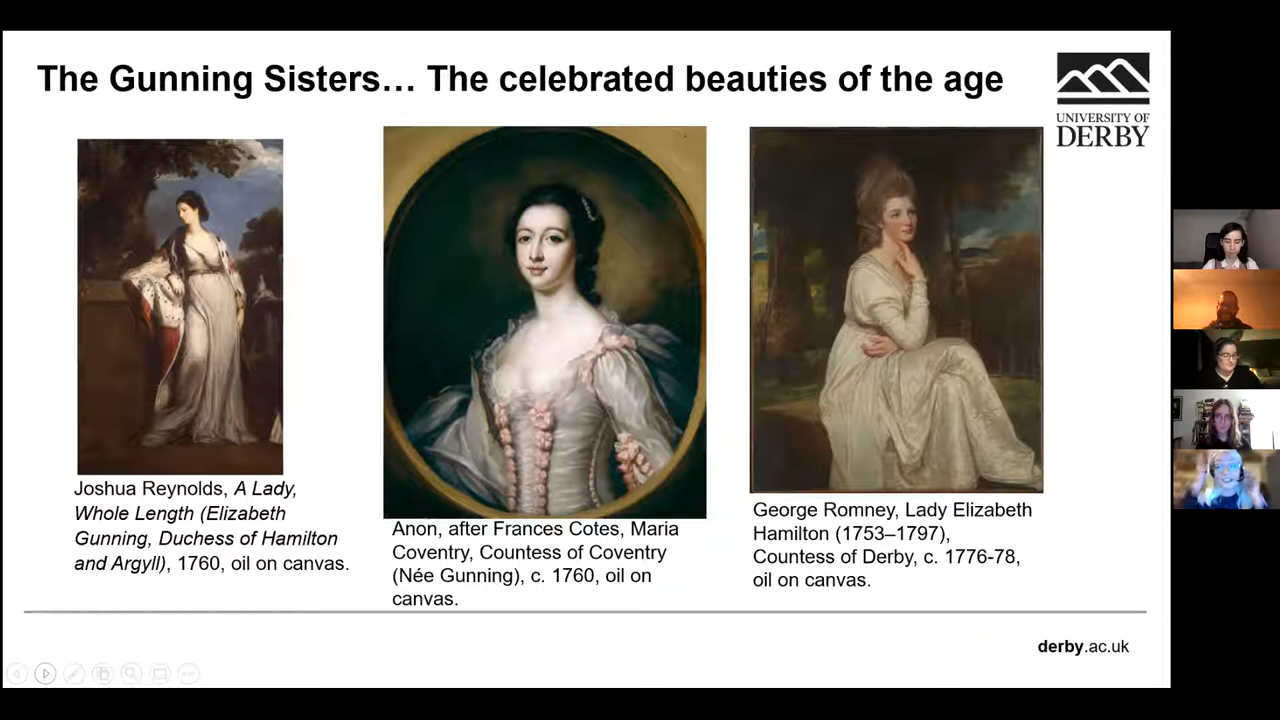 The Gunning Sisters… The celebrated beauties of the age
UNIVERSITY OF
DERBY
Joshua Reynolds, A Lady,
Whole Length (Elizabeth
Gunning, Duchess of Hamilton
and Argyll), 1760, oil on canvas.
Anon, after Frances Cotes, Maria
Coventry, Countess of Coventry
(Née Gunning), c. 1760, oil on
canvas.
George Romney, Lady Elizabeth
Hamilton (1753–1797),
Countess of Derby, c. 1776-78,
oil on canvas.
derby.ac.uk